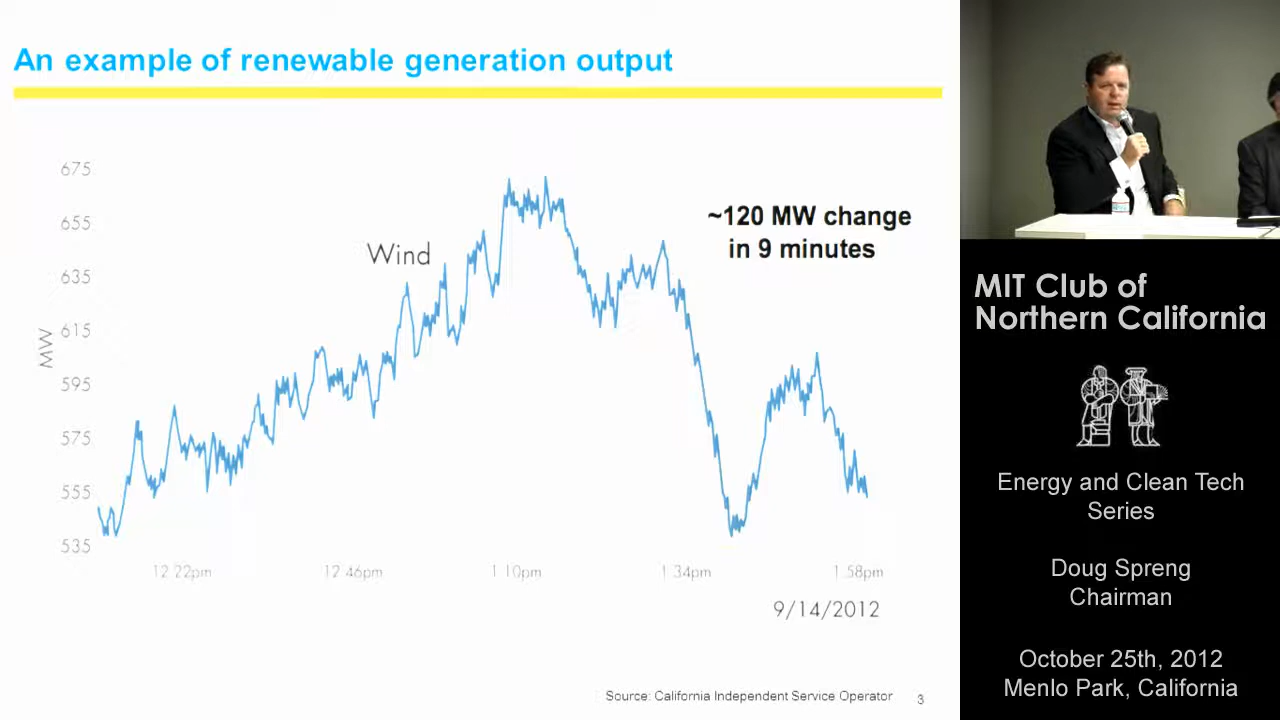 An example of renewable generation output
675
655
635
615
595
575
555
535
MW
Wind
~120 MW change
in 9 minutes
12:22pm
12:46pm
1:10pm
1:34pm
1:58pm
9/14/2012
Source: California Independent Service Operator
3
MIT Club of
Northern California
Energy and Clean Tech
Series
Doug Spreng
Chairman
October 25th, 2012
Menlo Park, California